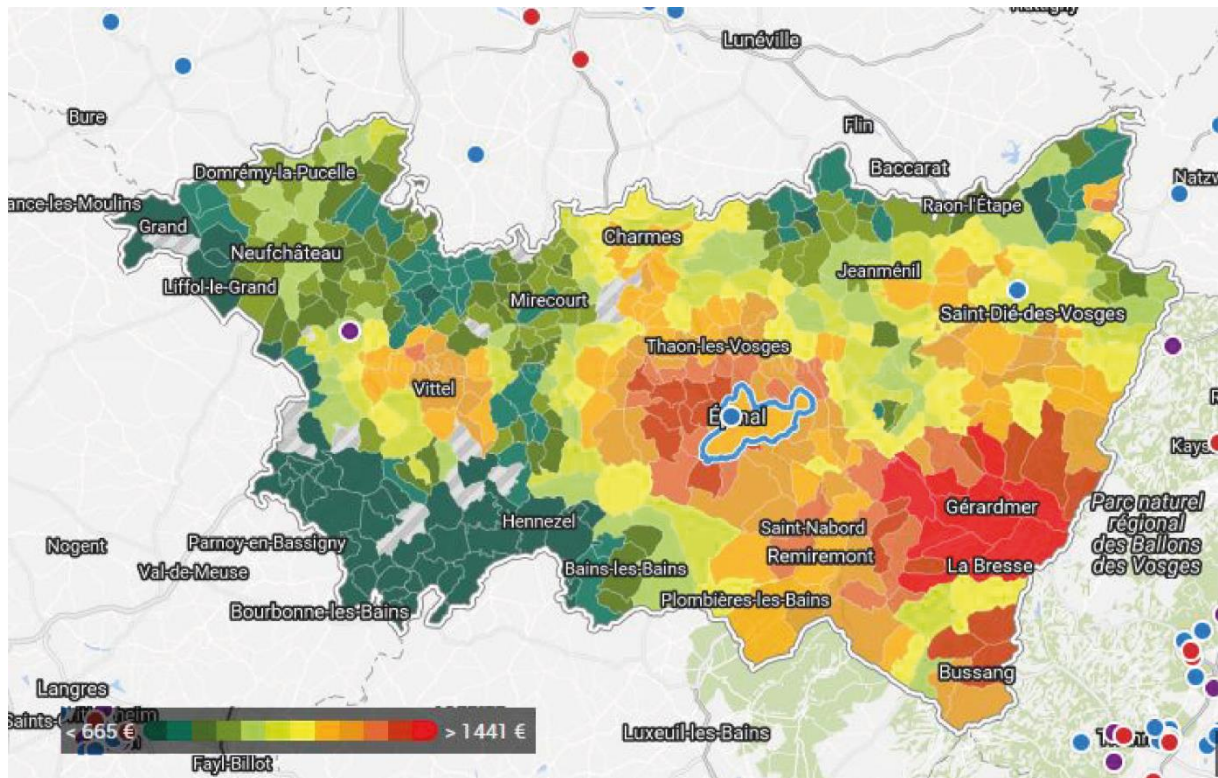 Lunéville
Bure
Flin
Domrémy-la-Pucelle
Baccarat
Natzw
ance-les-Moulins
Raon-l'Étape
Grand
Charmes
Neufchâteau
Jeanménil
Liffol-le-Grand
Mirecourt
Saint-Dié-des-Vosges
Thaon-les-Vosges
Vittel
Épinal
Kays
Gérardmer
Parc naturel
régional
des Ballons
des Vosges
Hennezel
Saint-Nabord
Nogent
Parnoy-en-Bassigny
Remiremont
Val-de-Meuse
Bains-les-Bains
La Bresse
Bourbonne-les-Bains
Plombières-les-Bains
Bussang
Langres
< 665 €
> 1441 €
Luxeuil-les-Bains
Fayl-Billot